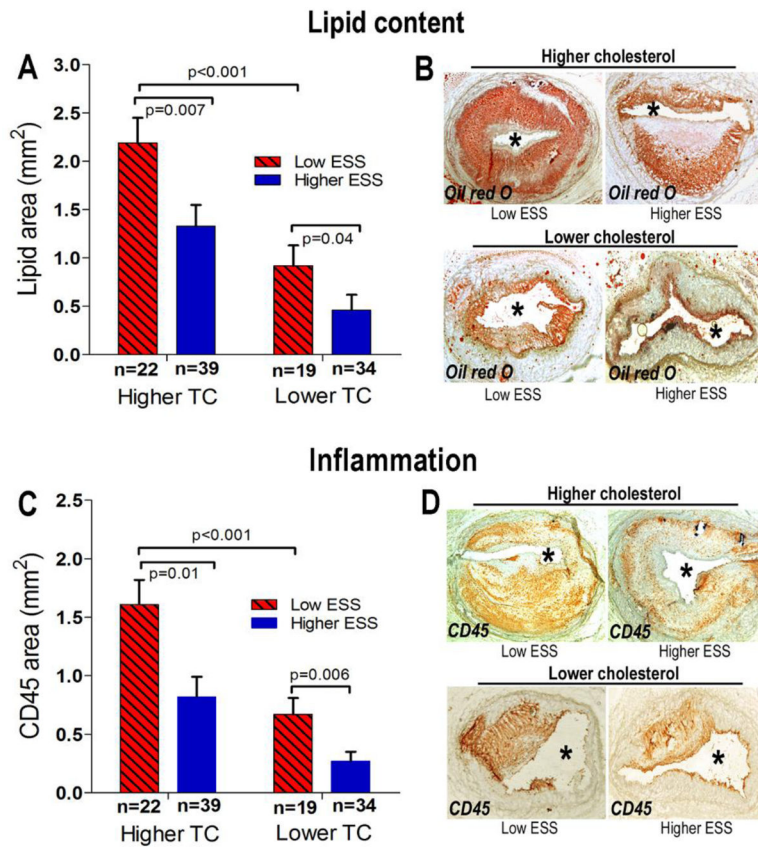 Lipid content
A
3.0
2.5
2.0
1.5
1.0
0.5
0.0
Lipid area (mm²)
p<0.001
p=0.007
p=0.04
Low ESS
Higher ESS
n=22 n=39 n=19 n=34
Higher TC Lower TC
B
Higher cholesterol
*
*
Oil red O Oil red O
Low ESS Higher ESS
Lower cholesterol
*
*
Oil red O Oil red O
Low ESS Higher ESS
Inflammation
C
2.5
2.0
1.5
1.0
0.5
0.0
CD45 area (mm²)
p<0.001
p=0.01
p=0.006
Low ESS
Higher ESS
n=22 n=39 n=19 n=34
Higher TC Lower TC
D
Higher cholesterol
*
*
CD45 CD45
Low ESS Higher ESS
Lower cholesterol
*
*
CD45 CD45
Low ESS Higher ESS